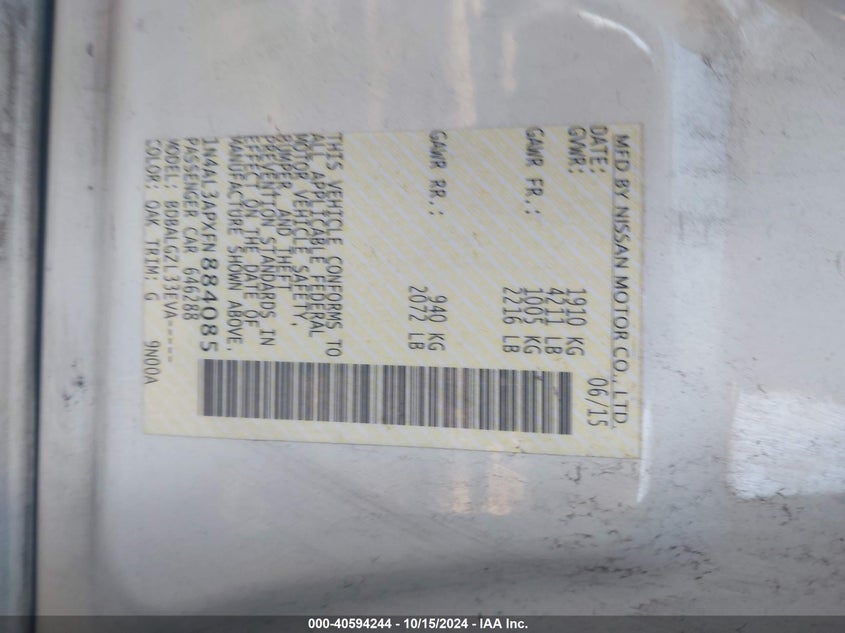 MFD BY NISSAN MOTOR CO., LTD.
DATE: 06/15
GVWR: 1910 KG
4211 LB
GAWR FR.: 1005 KG
2216 LB
GAWR RR.: 940 KG
2072 LB
THIS VEHICLE CONFORMS TO
ALL APPLICABLE FEDERAL
MOTOR VEHICLE SAFETY,
BUMPER, AND THEFT
PREVENTION STANDARDS IN
EFFECT ON THE DATE OF
MANUFACTURE SHOWN ABOVE.
1N4AL3APXFN884085
PASSENGER CAR 646288
MODEL: BDBALGZL33EVA-----
COLOR: QAK TRIM: G 9N00A
000-40594244 - 10/15/2024 - IAA Inc.